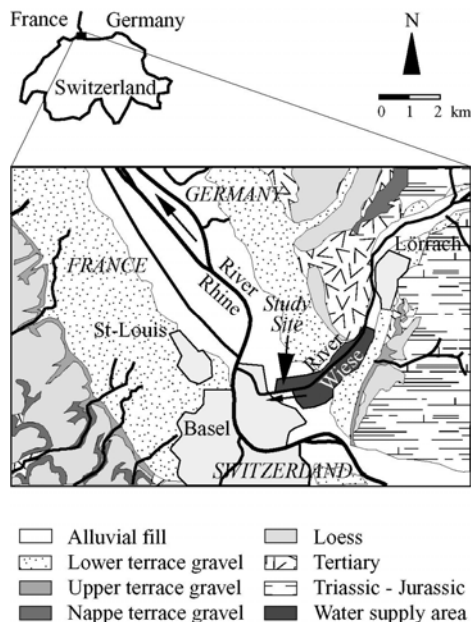 France Germany
Switzerland
N
0 1 2
km
GERMANY
Lörrach
FRANCE
River
Rhine
Study
Site
St-Louis
River
Wiese
Basel
SWITZERLAND
Alluvial fill
Lower terrace gravel
Upper terrace gravel
Nappe terrace gravel
Loess
Tertiary
Triassic - Jurassic
Water supply area